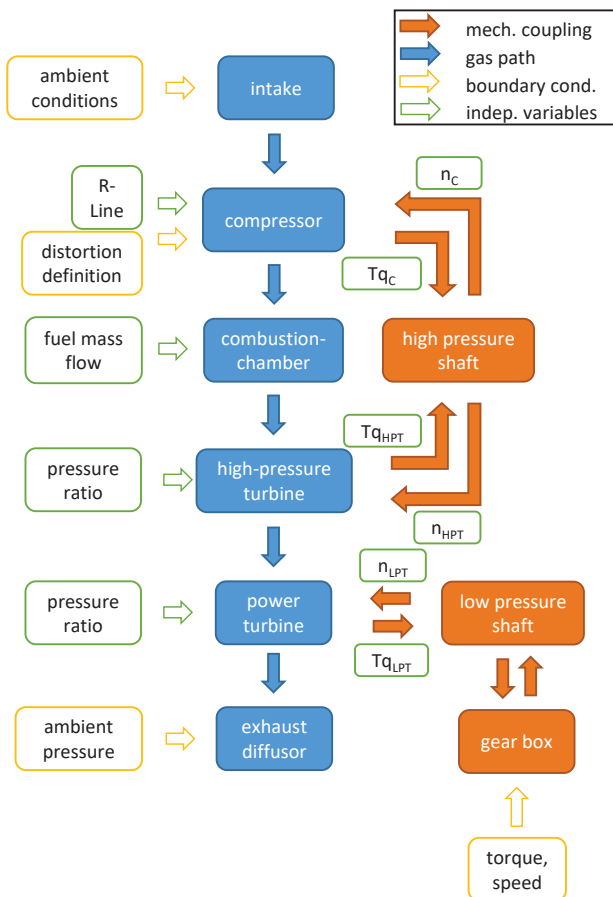 mech. coupling
gas path
boundary cond.
indep. variables
ambient
conditions
intake
R-
Line
distortion
definition
compressor
n_C
Tq_C
fuel mass
flow
combustion-
chamber
high pressure
shaft
pressure
ratio
high-pressure
turbine
Tq_HPT
n_HPT
pressure
ratio
power
turbine
n_LPT
Tq_LPT
low pressure
shaft
ambient
pressure
exhaust
diffusor
gear box
torque,
speed